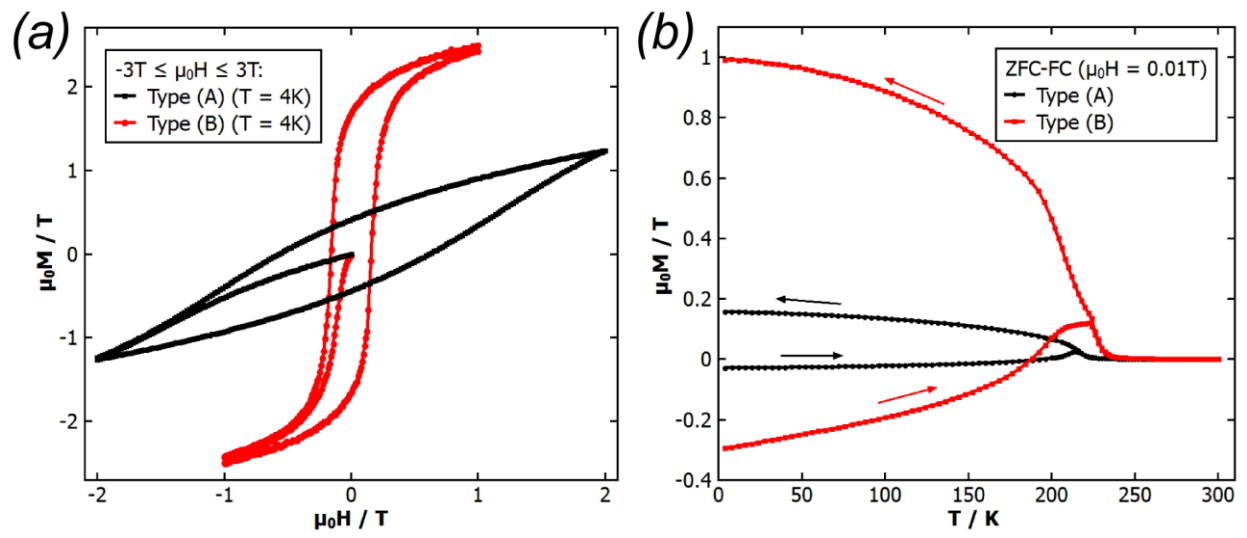 (a)
-3T ≤ μ₀H ≤ 3T:
Type (A) (T = 4K)
Type (B) (T = 4K)
μ₀M / T
2
1
0
-1
-2
-2
-1
0
1
2
μ₀H / T
(b)
ZFC-FC (μ₀H = 0.01T)
Type (A)
Type (B)
μ₀M / T
1
0.8
0.6
0.4
0.2
0
-0.2
-0.4
0
50
100
150
200
250
300
T / K